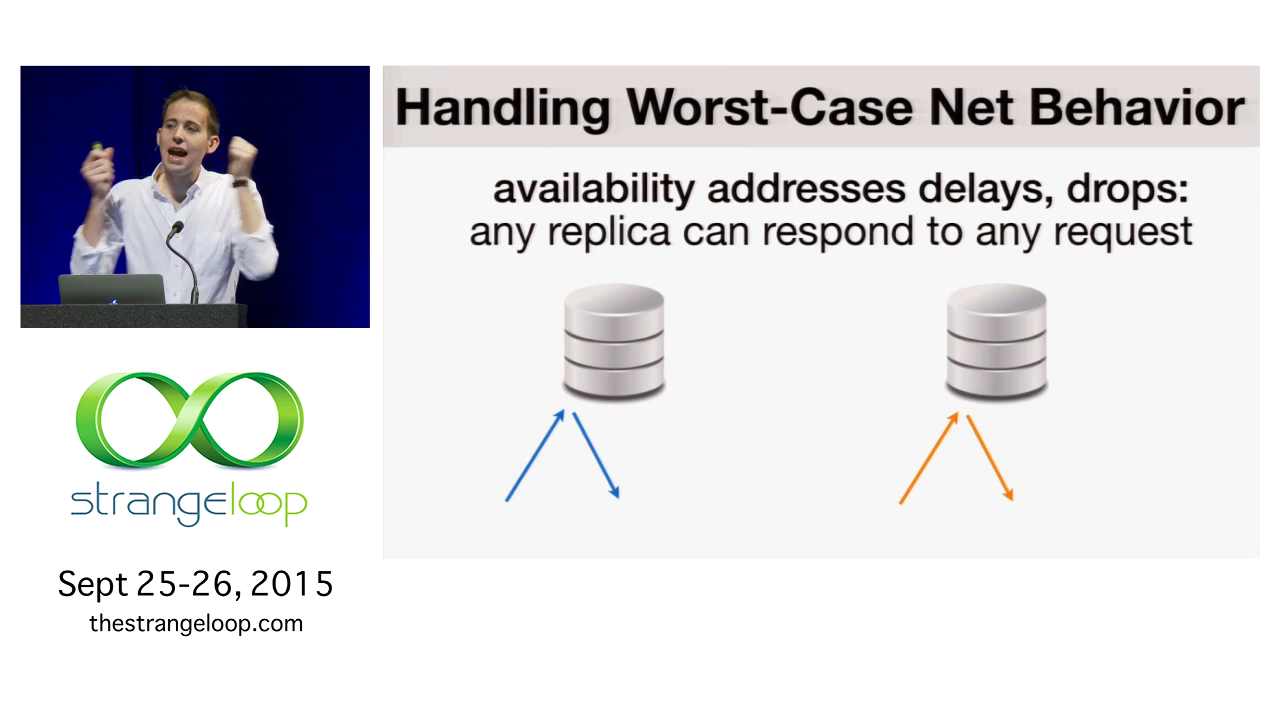 Handling Worst-Case Net Behavior
availability addresses delays, drops:
any replica can respond to any request
strangeloop
Sept 25-26, 2015
thestrangeloop.com